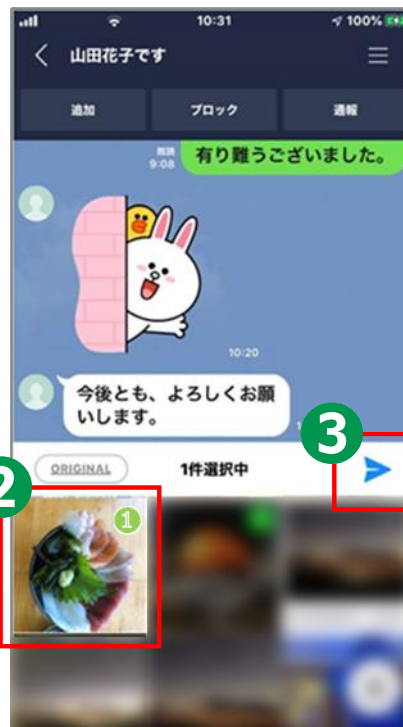 10:31
100%
山田花子です
追加 ブロック 通報
既読
9:08
有り難うございました。
10:20
今後とも、よろしくお願
いします。
3
ORIGINAL
1件選択中
2
1